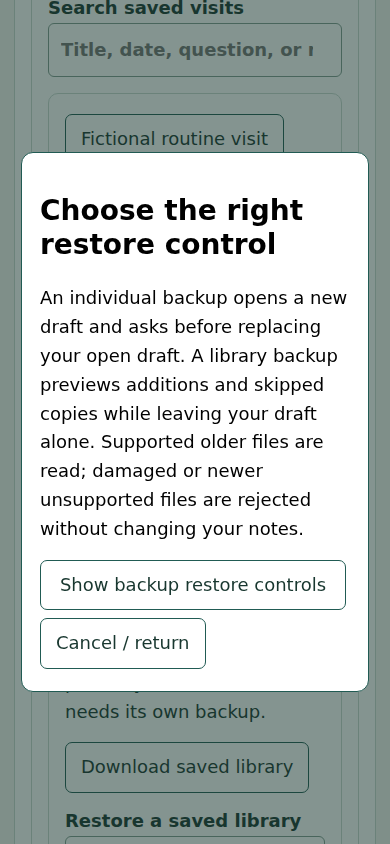 Search saved visits
Title, date, question, or
Fictional routine visit
Choose the right
restore control
An individual backup opens a new
draft and asks before replacing
your open draft. A library backup
previews additions and skipped
copies while leaving your draft
alone. Supported older files are
read; damaged or newer
unsupported files are rejected
without changing your notes.
Show backup restore controls
Cancel / return
needs its own backup.
Download saved library
Restore a saved library